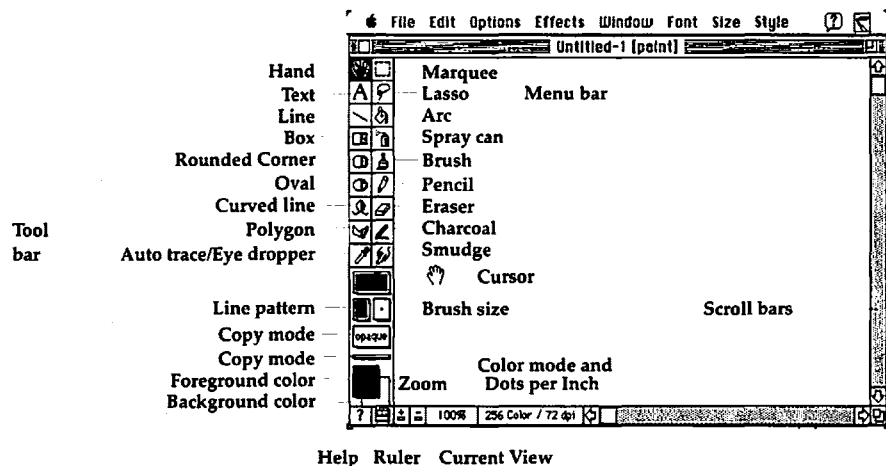 File Edit Options Effects Window Font Size Style ?
Untitled-1 [paint]
Hand
Marquee
Text
A
Lasso
Menu bar
Line
Arc
Box
Spray can
Rounded Corner
Brush
Oval
Pencil
Curved line
Eraser
Tool
bar
Polygon
Charcoal
Auto trace/Eye dropper
Smudge
Cursor
Line pattern
Brush size
Scroll bars
Copy mode
opaque
Copy mode
Color mode and
Dots per Inch
Foreground color
Zoom
Background color
? 100% 256 Color / 72 dpi
Help Ruler Current View